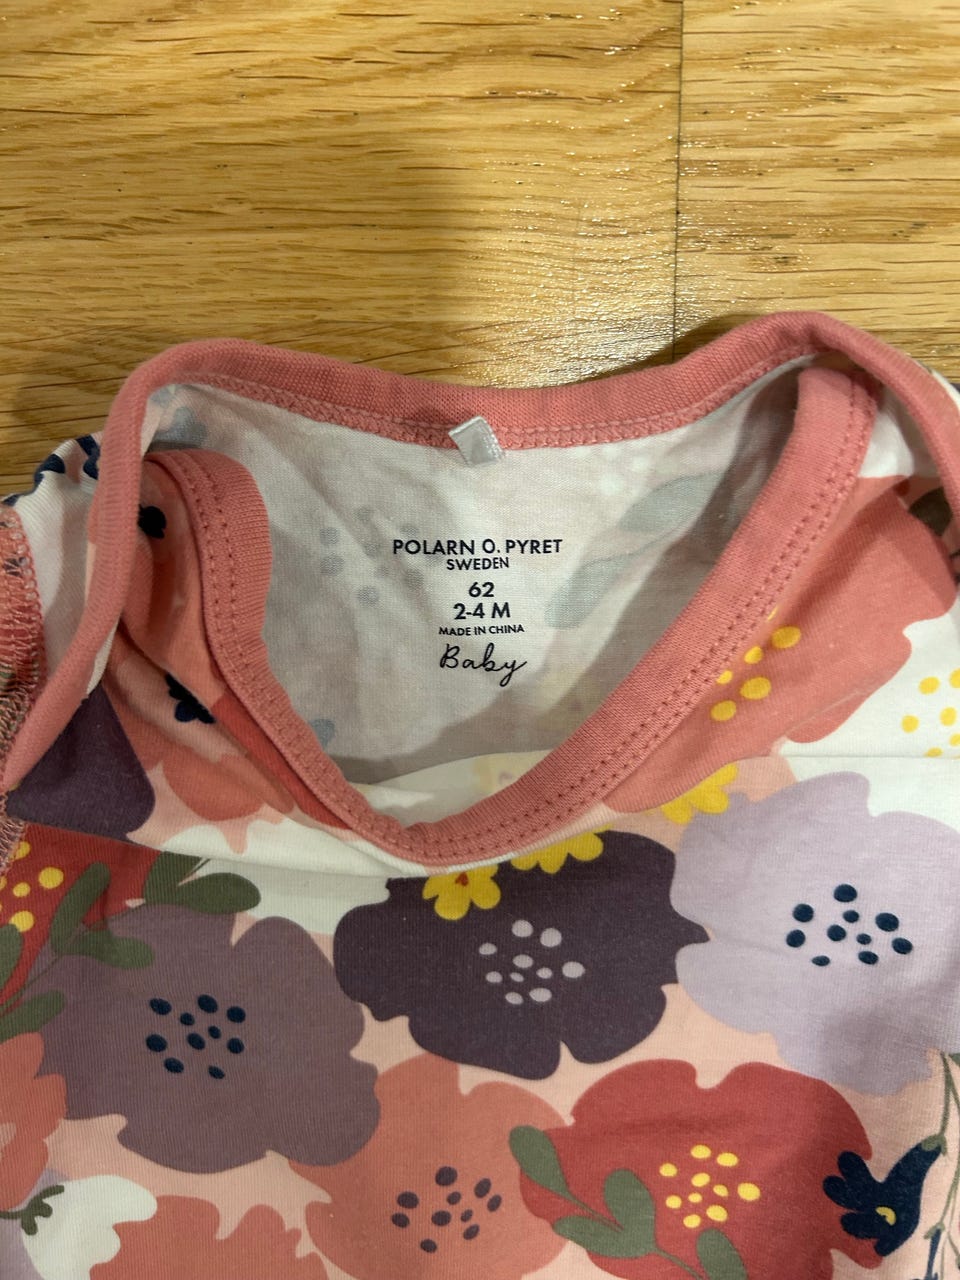 POLARN O. PYRET
SWEDEN
62
2-4 M
MADE IN CHINA
Baby